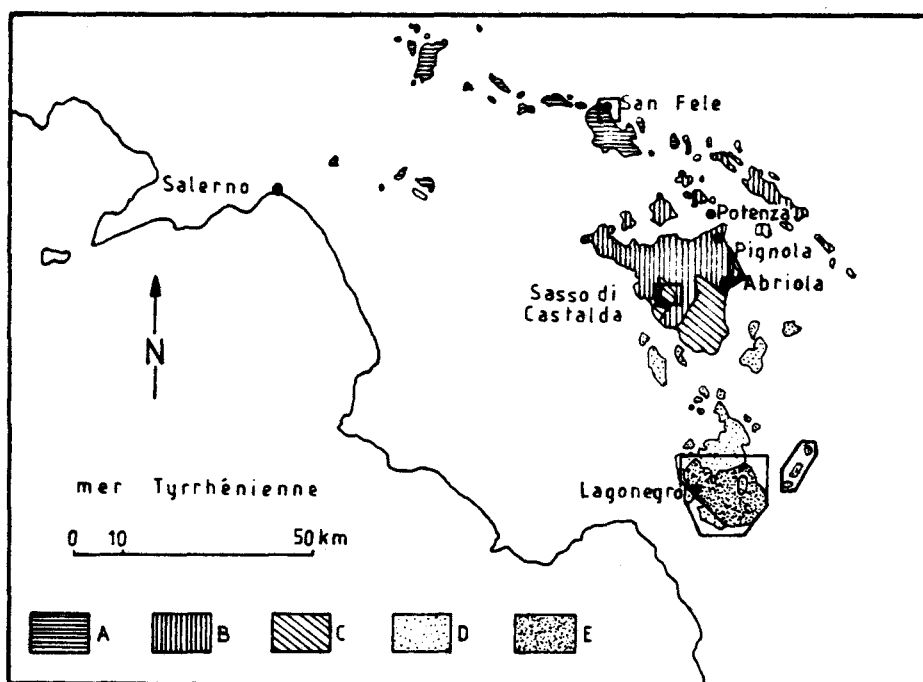 San Fele
Salerno
Potenza
Pignola
Abriola
Sasso di
Castalda
N
Lagonegro
mer Tyrrhénienne
0 10 50 km
A B C D E